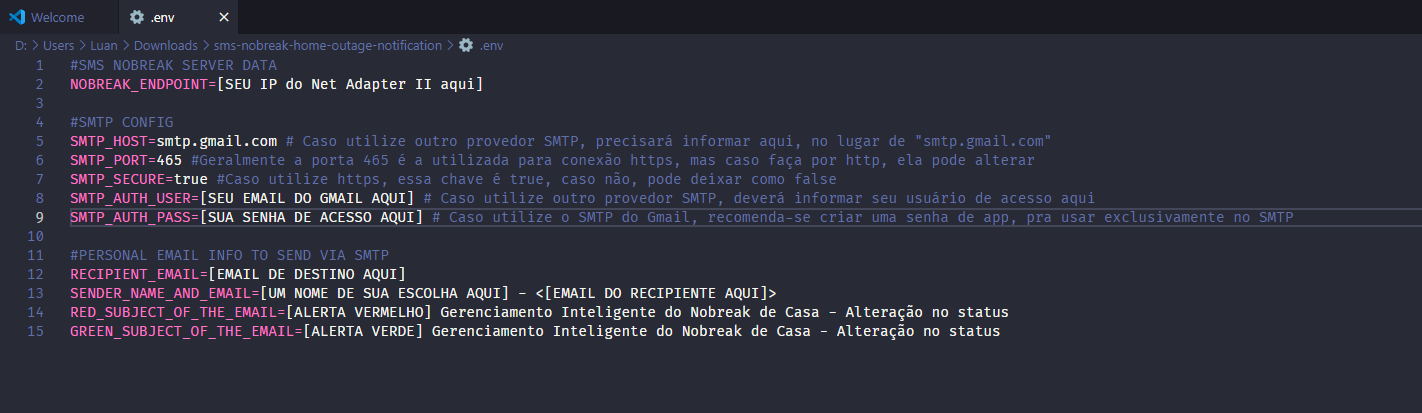 Welcome
.env
D: > Users > Luan > Downloads > sms-nobreak-home-outage-notification > .env
1 #SMS NOBREAK SERVER DATA
2 NOBREAK_ENDPOINT=[SEU IP do Net Adapter II aqui]
3
4 #SMTP CONFIG
5 SMTP_HOST=smtp.gmail.com # Caso utilize outro provedor SMTP, precisará informar aqui, no lugar de "smtp.gmail.com"
6 SMTP_PORT=465 #Geralmente a porta 465 é a utilizada para conexão https, mas caso faça por http, ela pode alterar
7 SMTP_SECURE=true #Caso utilize https, essa chave é true, caso não, pode deixar como false
8 SMTP_AUTH_USER=[SEU EMAIL DO GMAIL AQUI] # Caso utilize outro provedor SMTP, deverá informar seu usuário de acesso aqui
9 SMTP_AUTH_PASS=[SUA SENHA DE ACESSO AQUI] # Caso utilize o SMTP do Gmail, recomenda-se criar uma senha de app, pra usar exclusivamente no SMTP
10
11 #PERSONAL EMAIL INFO TO SEND VIA SMTP
12 RECIPIENT_EMAIL=[EMAIL DE DESTINO AQUI]
13 SENDER_NAME_AND_EMAIL=[UM NOME DE SUA ESCOLHA AQUI] - <[EMAIL DO RECIPIENTE AQUI]>
14 RED_SUBJECT_OF_THE_EMAIL=[ALERTA VERMELHO] Gerenciamento Inteligente do Nobreak de Casa - Alteração no status
15 GREEN_SUBJECT_OF_THE_EMAIL=[ALERTA VERDE] Gerenciamento Inteligente do Nobreak de Casa - Alteração no status